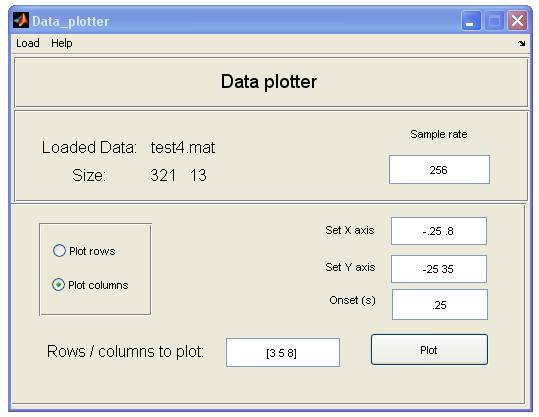 Data_plotter
Load Help
Data plotter
Loaded Data: test4.mat
Size: 321 13
Sample rate
256
Plot rows
Plot columns
Set X axis -.25 .8
Set Y axis -25 35
Onset (s) .25
Rows / columns to plot: [3 5 8]
Plot